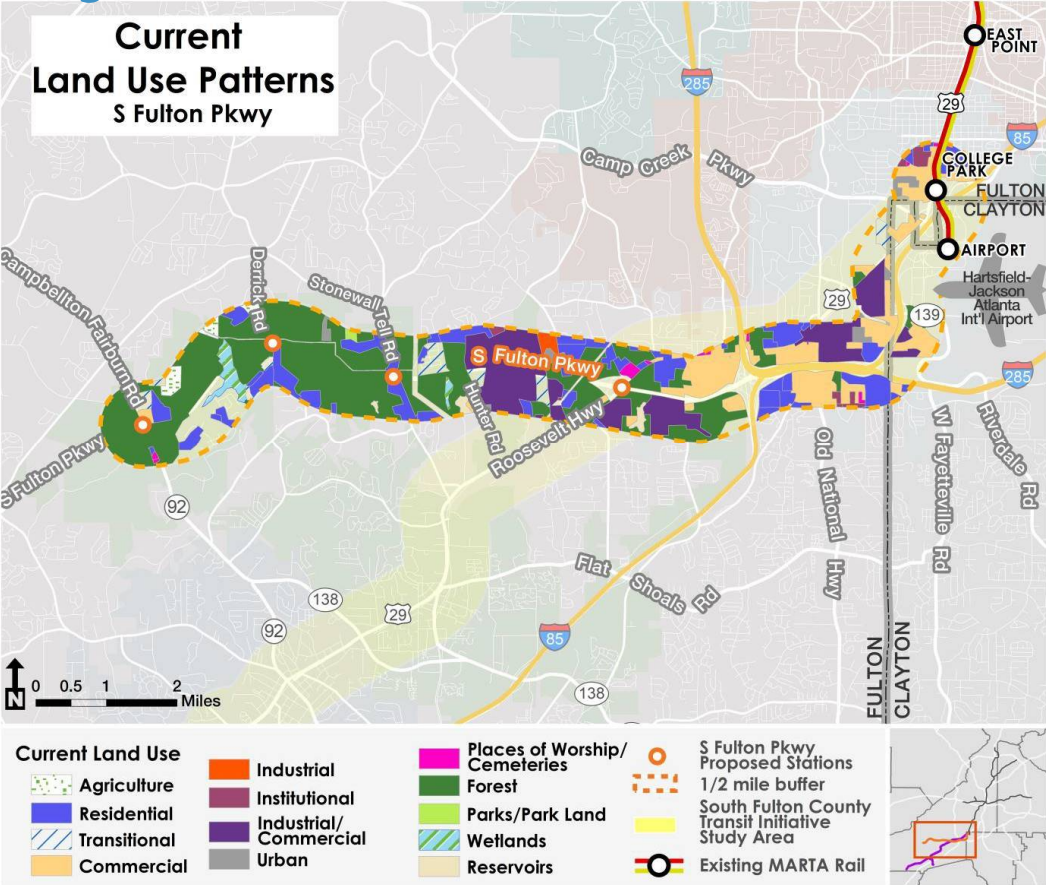 Current
Land Use Patterns
S Fulton Pkwy
EAST
POINT
285
29
85
Camp Creek Pkwy
COLLEGE
PARK
FULTON
CLAYTON
AIRPORT
Hartsfield-
Jackson
Atlanta
Int'l Airport
29
139
Campbellton Fairburn Rd
Derrick Rd
Stonewall Tell Rd
S Fulton Pkwy
Hunter Rd
Roosevelt Hwy
S Fulton Pkwy
285
Old National Hwy
W Fayetteville Rd
Riverdale Rd
92
Flat Shoals Rd
138
29
92
85
138
FULTON
CLAYTON
N
0 0.5 1 2
Miles
Current Land Use
Agriculture
Residential
Transitional
Commercial
Industrial
Institutional
Industrial/
Commercial
Urban
Places of Worship/
Cemeteries
Forest
Parks/Park Land
Wetlands
Reservoirs
S Fulton Pkwy
Proposed Stations
1/2 mile buffer
South Fulton County
Transit Initiative
Study Area
Existing MARTA Rail